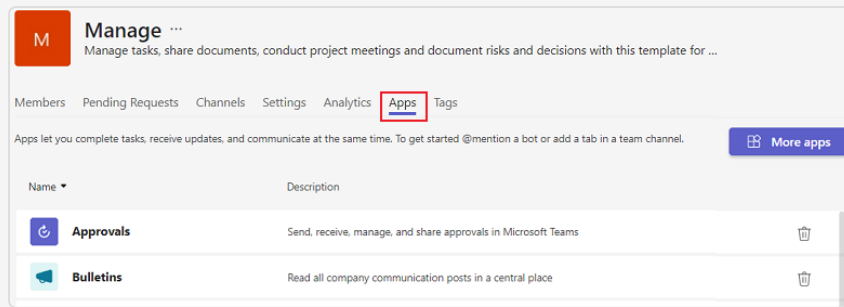 M
Manage ...
Manage tasks, share documents, conduct project meetings and document risks and decisions with this template for ...
Members Pending Requests Channels Settings Analytics Apps Tags
Apps let you complete tasks, receive updates, and communicate at the same time. To get started @mention a bot or add a tab in a team channel.
More apps
Name Description
Approvals Send, receive, manage, and share approvals in Microsoft Teams
Bulletins Read all company communication posts in a central place